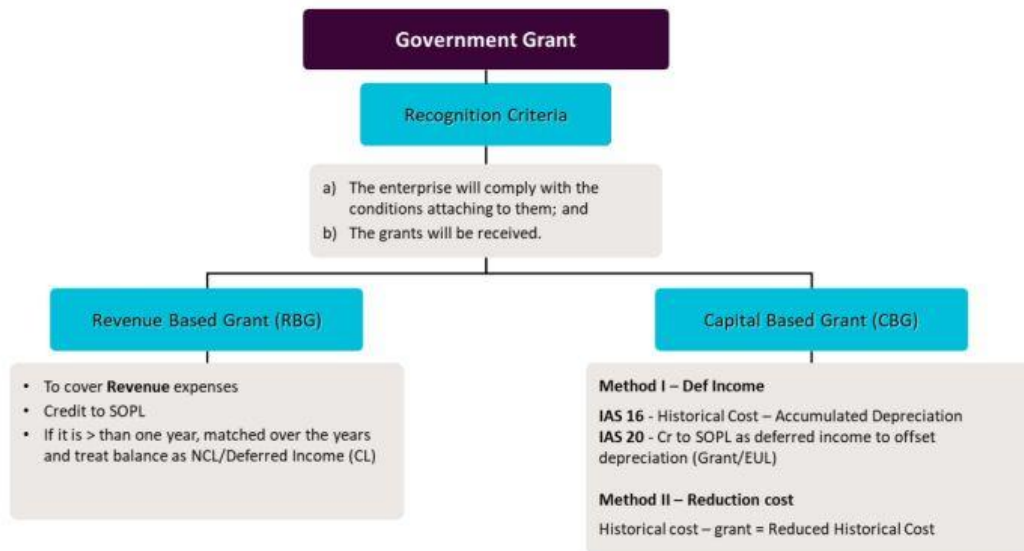 Government Grant
Recognition Criteria
a) The enterprise will comply with the
conditions attaching to them; and
b) The grants will be received.
Revenue Based Grant (RBG)
Capital Based Grant (CBG)
• To cover Revenue expenses
• Credit to SOPL
• If it is > than one year, matched over the years
and treat balance as NCL/Deferred Income (CL)
Method I – Def Income
IAS 16 - Historical Cost – Accumulated Depreciation
IAS 20 - Cr to SOPL as deferred income to offset
depreciation (Grant/EUL)
Method II – Reduction cost
Historical cost – grant = Reduced Historical Cost